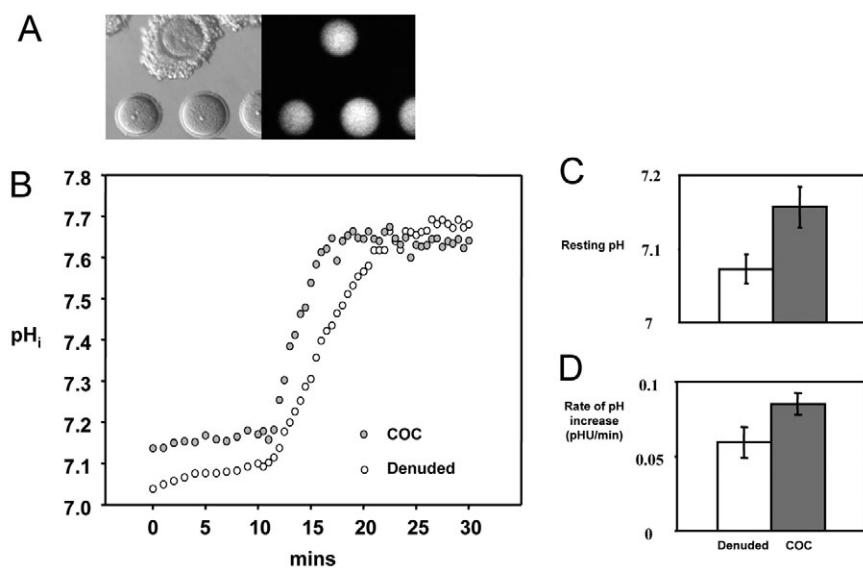 A
B
7.8
7.7
7.6
7.5
7.4
7.3
7.2
7.1
7.0
pHi
COC
Denuded
0 5 10 15 20 25 30
mins
C
7.2
7.1
7
Resting pH
D
0.1
0.05
0
Rate of pH
increase
(pHU/min)
Denuded COC